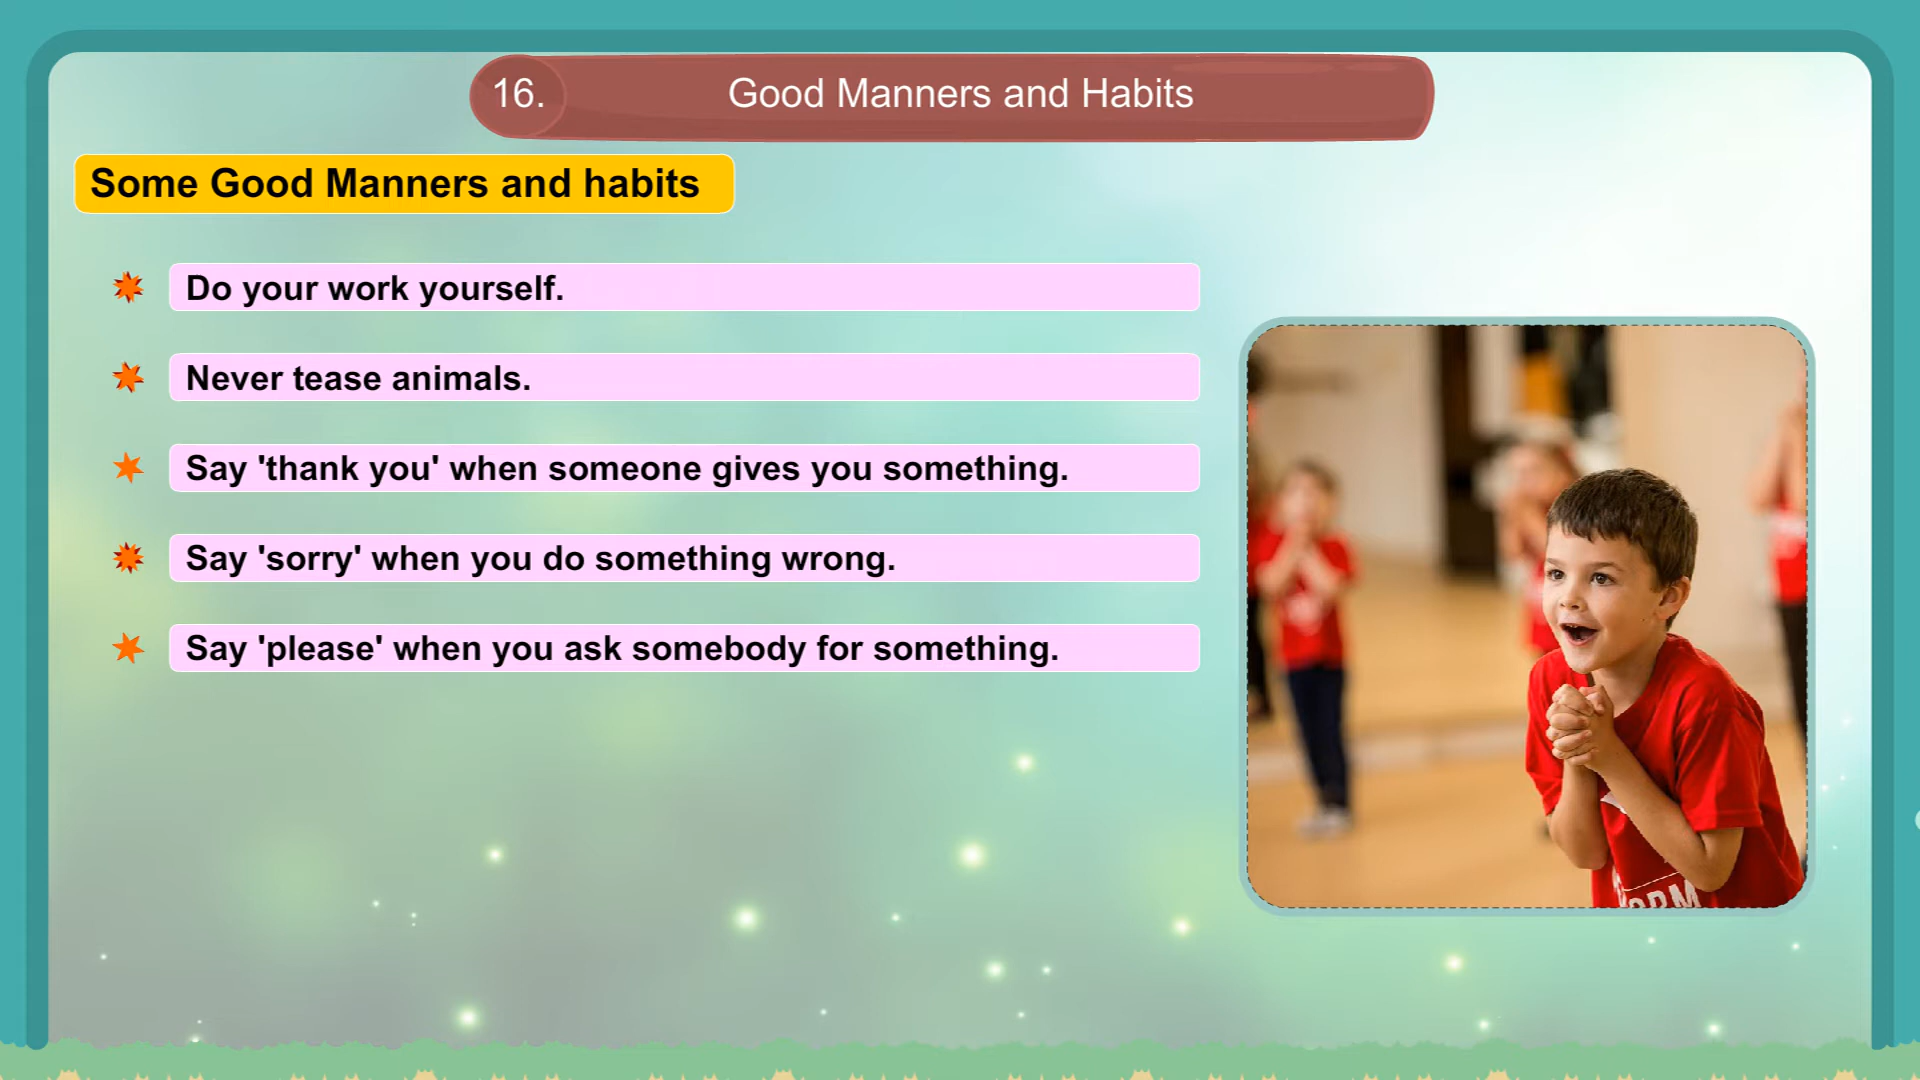 16. Good Manners and Habits
Some Good Manners and habits
Do your work yourself.
Never tease animals.
Say 'thank you' when someone gives you something.
Say 'sorry' when you do something wrong.
Say 'please' when you ask somebody for something.